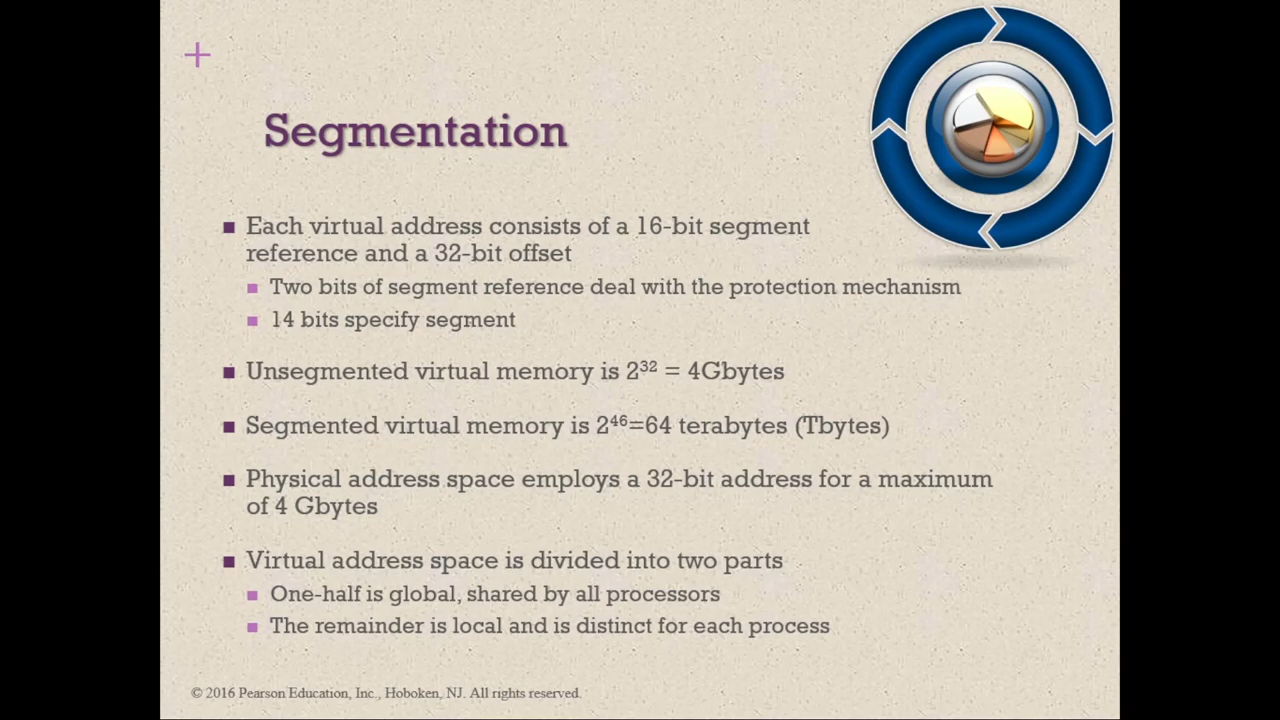 +
Segmentation
■ Each virtual address consists of a 16-bit segment
reference and a 32-bit offset
■ Two bits of segment reference deal with the protection mechanism
■ 14 bits specify segment
■ Unsegmented virtual memory is 2³² = 4Gbytes
■ Segmented virtual memory is 2⁴⁶=64 terabytes (Tbytes)
■ Physical address space employs a 32-bit address for a maximum
of 4 Gbytes
■ Virtual address space is divided into two parts
■ One-half is global, shared by all processors
■ The remainder is local and is distinct for each process
© 2016 Pearson Education, Inc., Hoboken, NJ. All rights reserved.